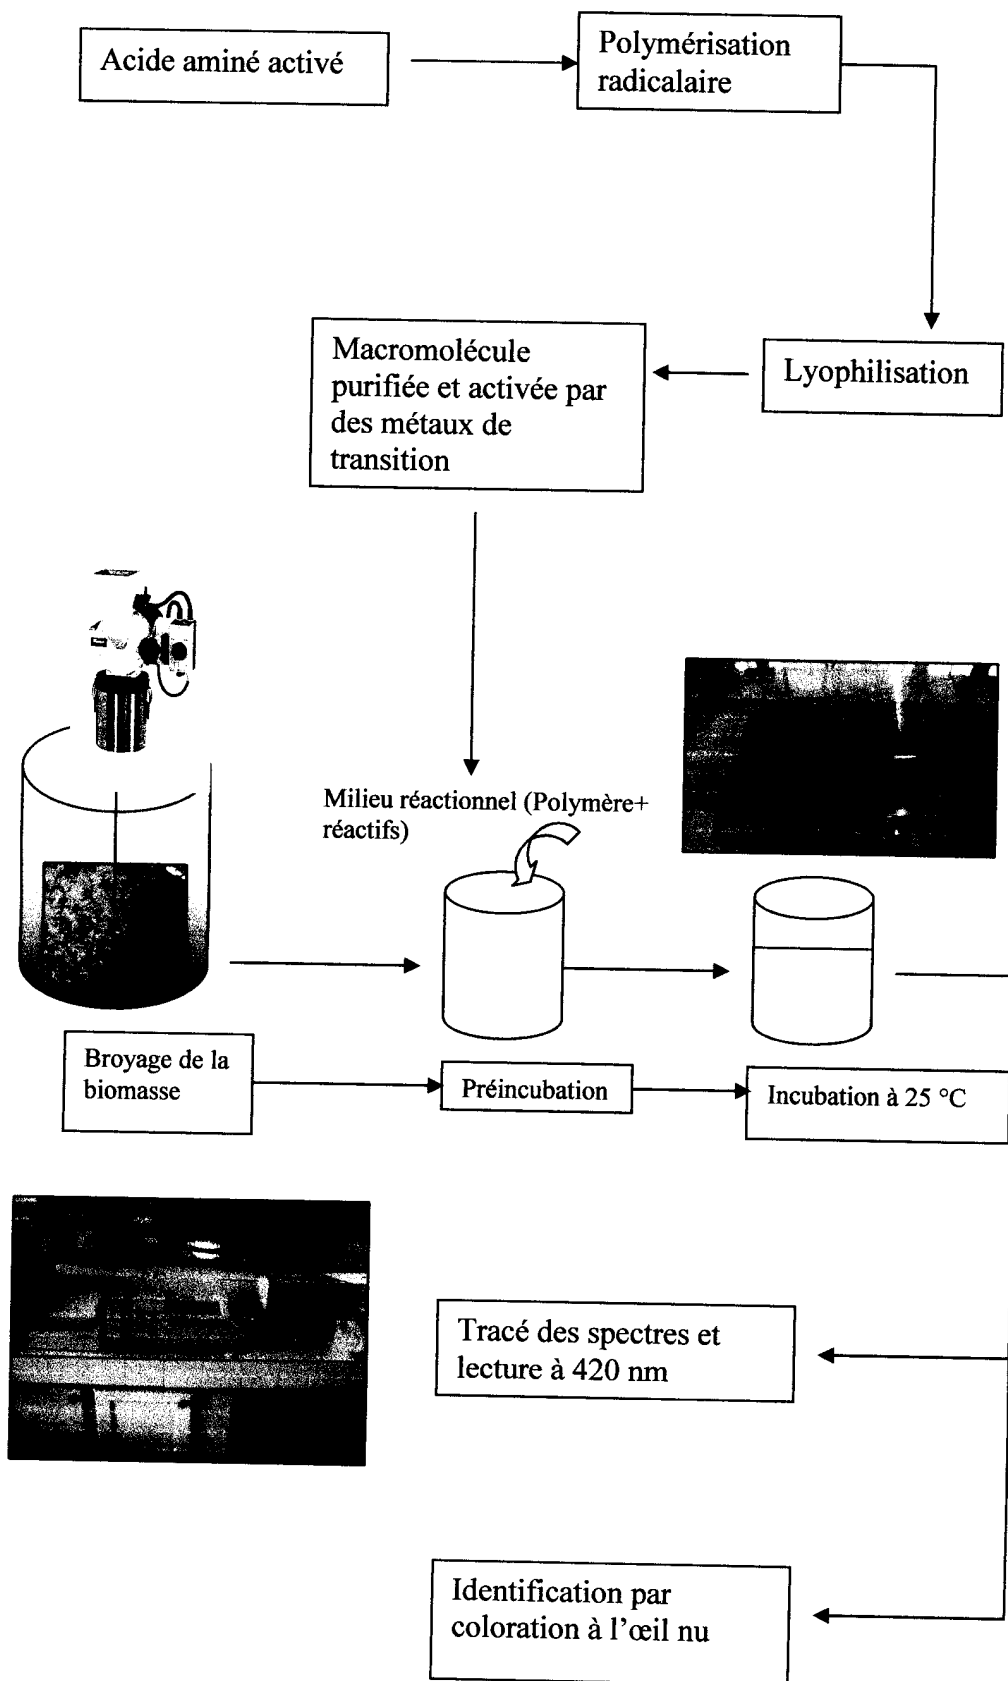 Acide aminé activé
Polymérisation
radicalaire
Lyophilisation
Macromolécule
purifiée et activée par
des métaux de
transition
Milieu réactionnel (Polymère+
réactifs)
Broyage de la
biomasse
Préincubation
Incubation à 25 °C
Tracé des spectres et
lecture à 420 nm
Identification par
coloration à l'œil nu